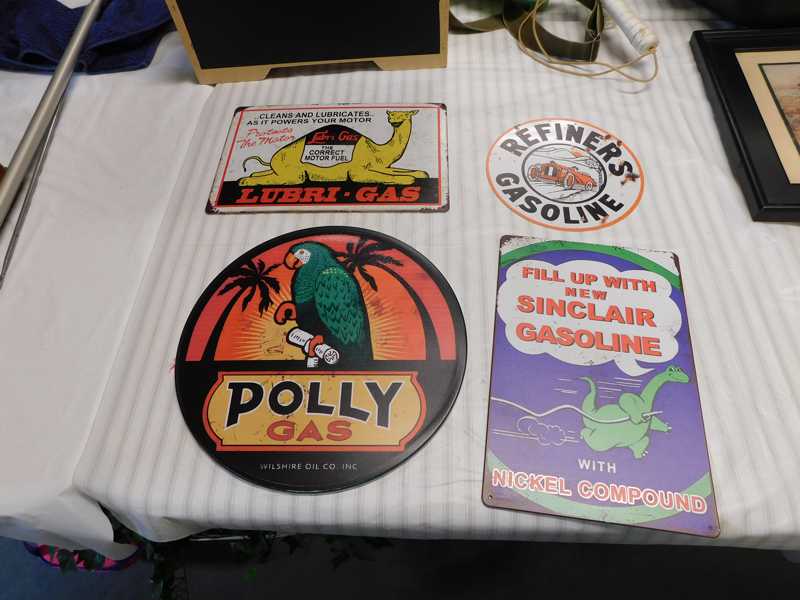 ..CLEANS AND LUBRICATES..
AS IT POWERS YOUR MOTOR
Protects
The Motor
Lubri-Gas
THE
CORRECT
MOTOR FUEL
LUBRI-GAS
REFINERS
GASOLINE
POLLY
GAS
WILSHIRE OIL CO. INC
FILL UP WITH
NEW
SINCLAIR
GASOLINE
WITH
NICKEL COMPOUND